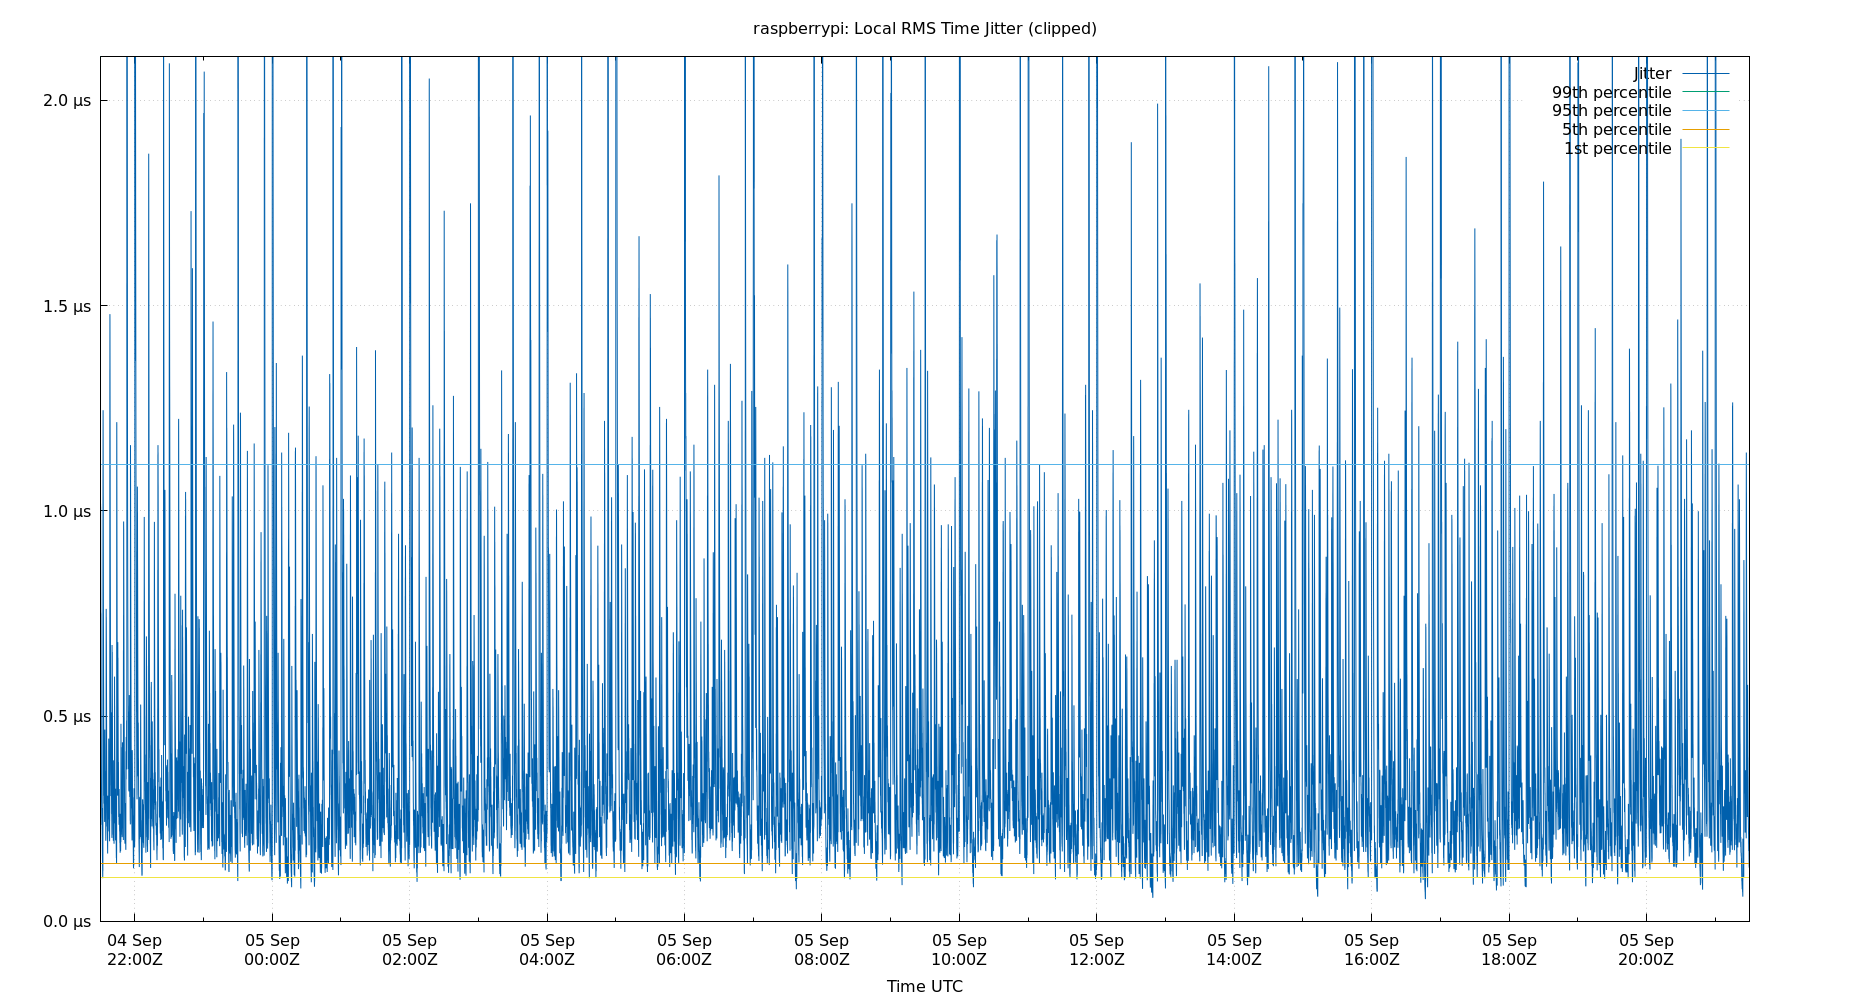 raspberrypi: Local RMS Time Jitter (clipped)
Jitter
99th percentile
95th percentile
5th percentile
1st percentile
2.0 µs
1.5 µs
1.0 µs
0.5 µs
0.0 µs
04 Sep 05 Sep 05 Sep 05 Sep 05 Sep 05 Sep 05 Sep 05 Sep 05 Sep 05 Sep 05 Sep 05 Sep
22:00Z 00:00Z 02:00Z 04:00Z 06:00Z 08:00Z 10:00Z 12:00Z 14:00Z 16:00Z 18:00Z 20:00Z
Time UTC